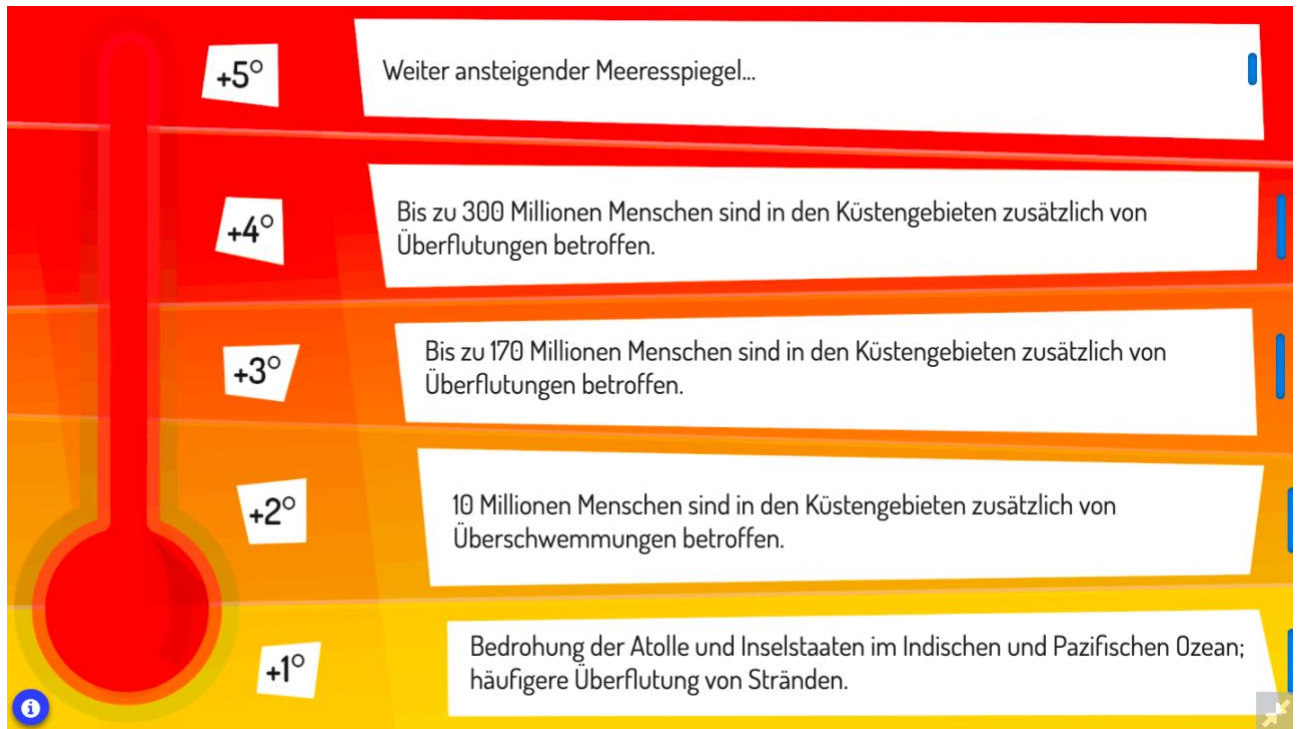 +5°
Weiter ansteigender Meeresspiegel...
+4°
Bis zu 300 Millionen Menschen sind in den Küstengebieten zusätzlich von
Überflutungen betroffen.
+3°
Bis zu 170 Millionen Menschen sind in den Küstengebieten zusätzlich von
Überflutungen betroffen.
+2°
10 Millionen Menschen sind in den Küstengebieten zusätzlich von
Überschwemmungen betroffen.
+1°
Bedrohung der Atolle und Inselstaaten im Indischen und Pazifischen Ozean;
häufigere Überflutung von Stränden.